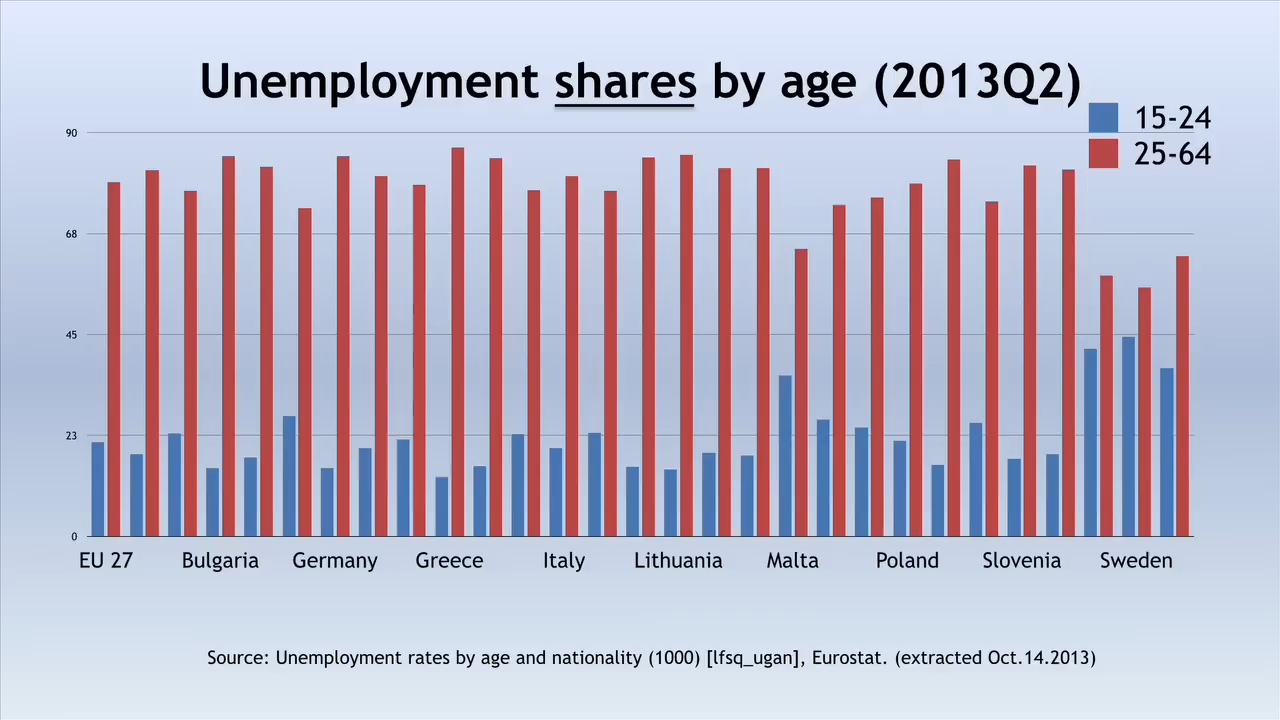 Unemployment shares by age (2013Q2)
15-24
25-64
90
68
45
23
0
EU 27 Bulgaria Germany Greece Italy Lithuania Malta Poland Slovenia Sweden
Source: Unemployment rates by age and nationality (1000) [lfsq_ugan], Eurostat. (extracted Oct.14.2013)